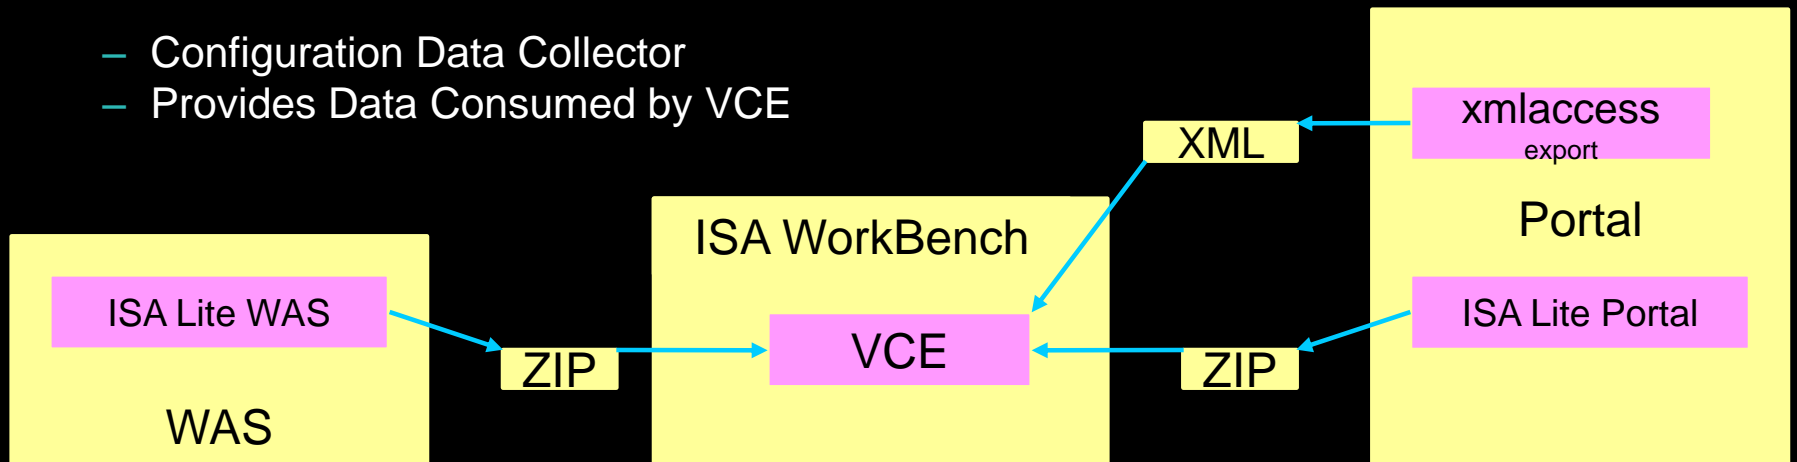 – Configuration Data Collector
– Provides Data Consumed by VCE
xmlaccess
export
XML
Portal
ISA WorkBench
ISA Lite WAS
ISA Lite Portal
VCE
ZIP
ZIP
WAS